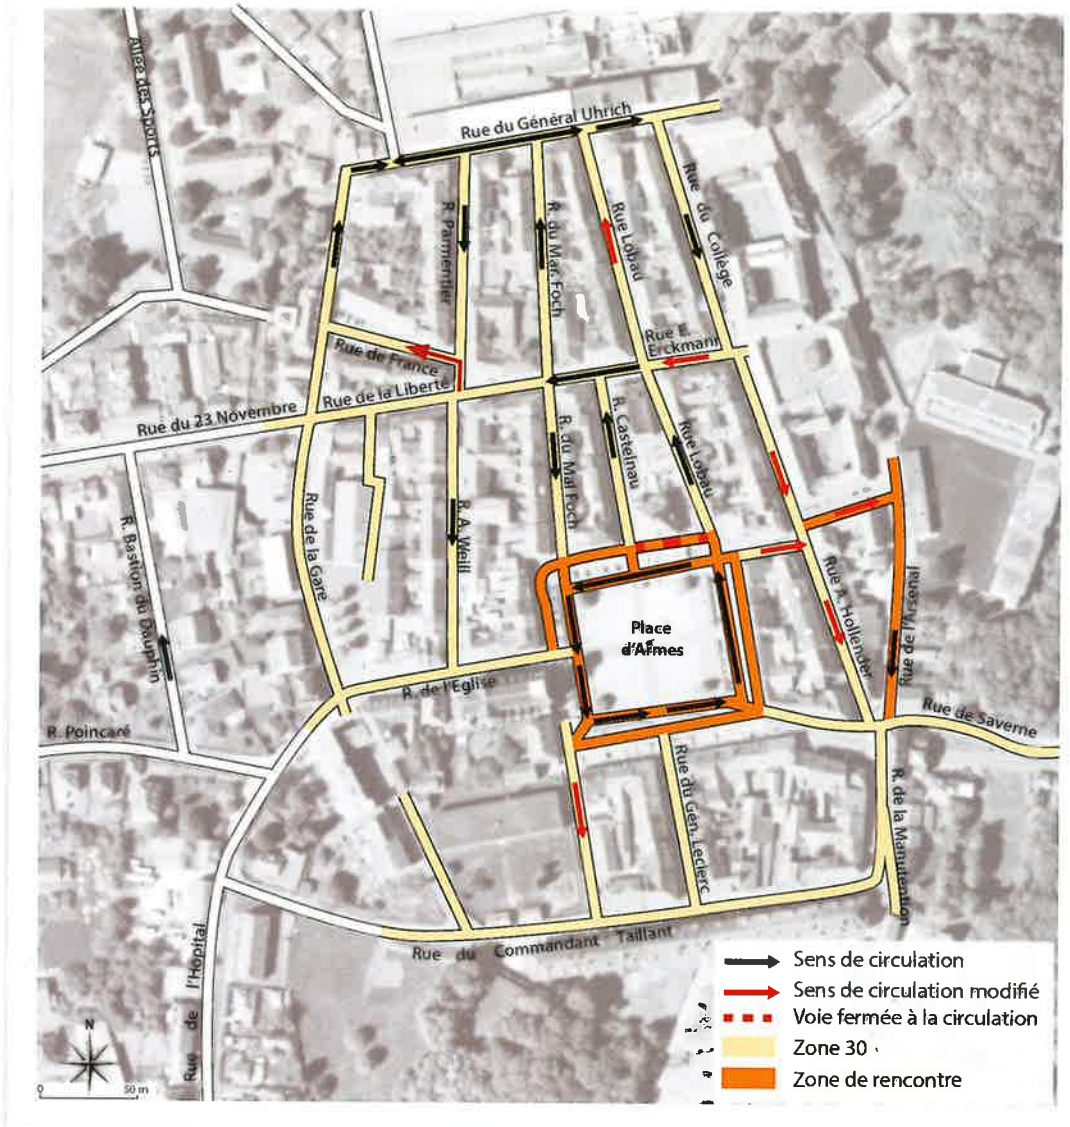 Allée des Sports
Rue du Général Uhrich
R. Parmentier
R. du Mar. Foch
Rue Lobau
Rue du Collège
Rue E.
Erckmann
Rue de France
Rue de la Liberté
Rue du 23 Novembre
R. du Mal Foch
R. Castelnau
Rue Lobau
R. Bastion du Dauphin
Rue de la Gare
R. A. Weill
Place
d'Armes
Rue A. Hollender
Rue de l'Arsenal
R. de l'Eglise
Rue de Saverne
R. Poincaré
Rue du Gén. Leclerc
R. de la Manutention
Rue du Commandant Taillant
Rue de l'Hopital
N
0 50 m
Sens de circulation
Sens de circulation modifié
Voie fermée à la circulation
Zone 30
Zone de rencontre